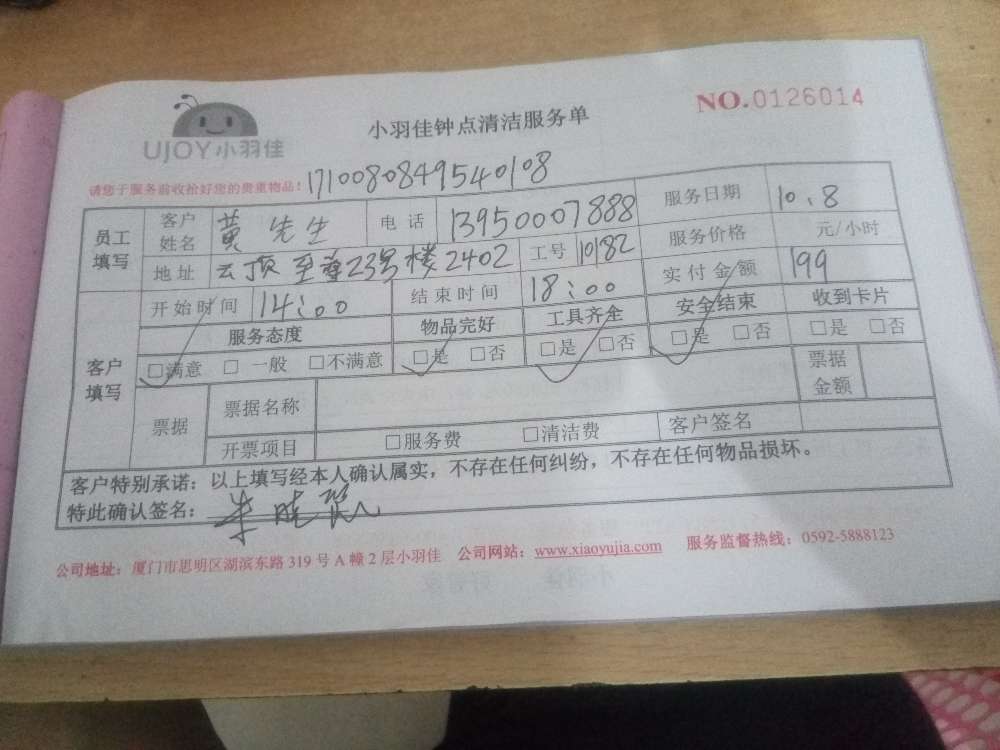 UJOY小羽佳
小羽佳钟点清洁服务单
NO.0126014
请您于服务前收拾好您的贵重物品！ 171008084954 0108
员工填写 客户姓名 黄先生 电话 13950007888 服务日期 10.8
地址 云顶至尊23号楼2402 工号 10182 服务价格 元/小时
客户填写 开始时间 14:00 结束时间 18:00 实付金额 199
服务态度 物品完好 工具齐全 安全结束 收到卡片
□满意 □一般 □不满意 □是 □否 □是 □否 □是 □否 □是 □否
票据 票据名称 票据金额
开票项目 □服务费 □清洁费 客户签名
客户特别承诺：以上填写经本人确认属实，不存在任何纠纷，不存在任何物品损坏。
特此确认签名：
公司地址：厦门市思明区湖滨东路 319 号 A 幢 2 层小羽佳 公司网站：www.xiaoyujia.com 服务监督热线：0592-5888123